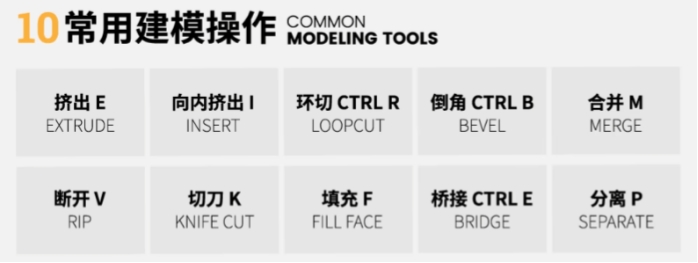 10 常用建模操作 COMMON MODELING TOOLS
挤出 E
EXTRUDE
向内挤出 I
INSERT
环切 CTRL R
LOOPCUT
倒角 CTRL B
BEVEL
合并 M
MERGE
断开 V
RIP
切刀 K
KNIFE CUT
填充 F
FILL FACE
桥接 CTRL E
BRIDGE
分离 P
SEPARATE